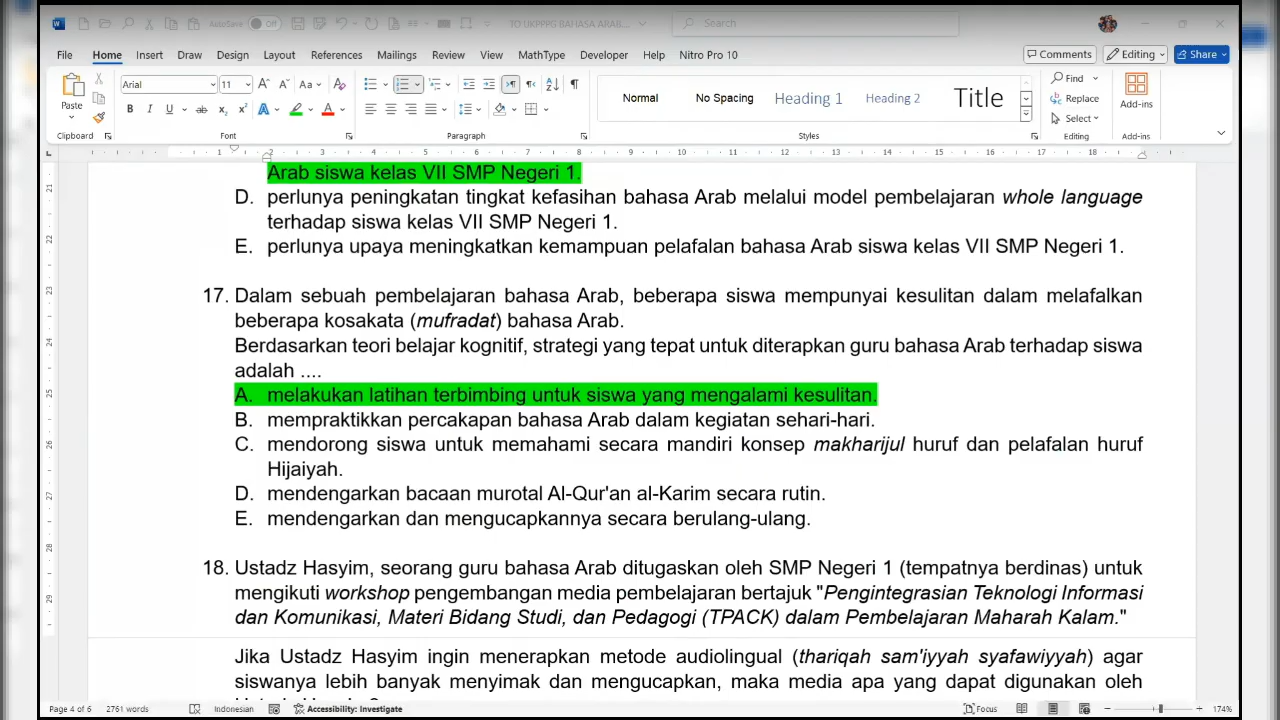 AutoSave Off TO UKPPPG BAHASA ARAB... Search
File Home Insert Draw Design Layout References Mailings Review View MathType Developer Help Nitro Pro 10 Comments Editing Share
Paste Arial 11 Normal No Spacing Heading 1 Heading 2 Title Find Replace Select Add-ins
Clipboard Font Paragraph Styles Editing Add-ins
Arab siswa kelas VII SMP Negeri 1.
D. perlunya peningkatan tingkat kefasihan bahasa Arab melalui model pembelajaran whole language
terhadap siswa kelas VII SMP Negeri 1.
E. perlunya upaya meningkatkan kemampuan pelafalan bahasa Arab siswa kelas VII SMP Negeri 1.
17. Dalam sebuah pembelajaran bahasa Arab, beberapa siswa mempunyai kesulitan dalam melafalkan
beberapa kosakata (mufradat) bahasa Arab.
Berdasarkan teori belajar kognitif, strategi yang tepat untuk diterapkan guru bahasa Arab terhadap siswa
adalah ....
A. melakukan latihan terbimbing untuk siswa yang mengalami kesulitan.
B. mempraktikkan percakapan bahasa Arab dalam kegiatan sehari-hari.
C. mendorong siswa untuk memahami secara mandiri konsep makharijul huruf dan pelafalan huruf
Hijaiyah.
D. mendengarkan bacaan murotal Al-Qur'an al-Karim secara rutin.
E. mendengarkan dan mengucapkannya secara berulang-ulang.
18. Ustadz Hasyim, seorang guru bahasa Arab ditugaskan oleh SMP Negeri 1 (tempatnya berdinas) untuk
mengikuti workshop pengembangan media pembelajaran bertajuk "Pengintegrasian Teknologi Informasi
dan Komunikasi, Materi Bidang Studi, dan Pedagogi (TPACK) dalam Pembelajaran Maharah Kalam."
Jika Ustadz Hasyim ingin menerapkan metode audiolingual (thariqah sam'iyyah syafawiyyah) agar
siswanya lebih banyak menyimak dan mengucapkan, maka media apa yang dapat digunakan oleh
Page 4 of 6 2761 words Indonesian Accessibility: Investigate Focus 174%